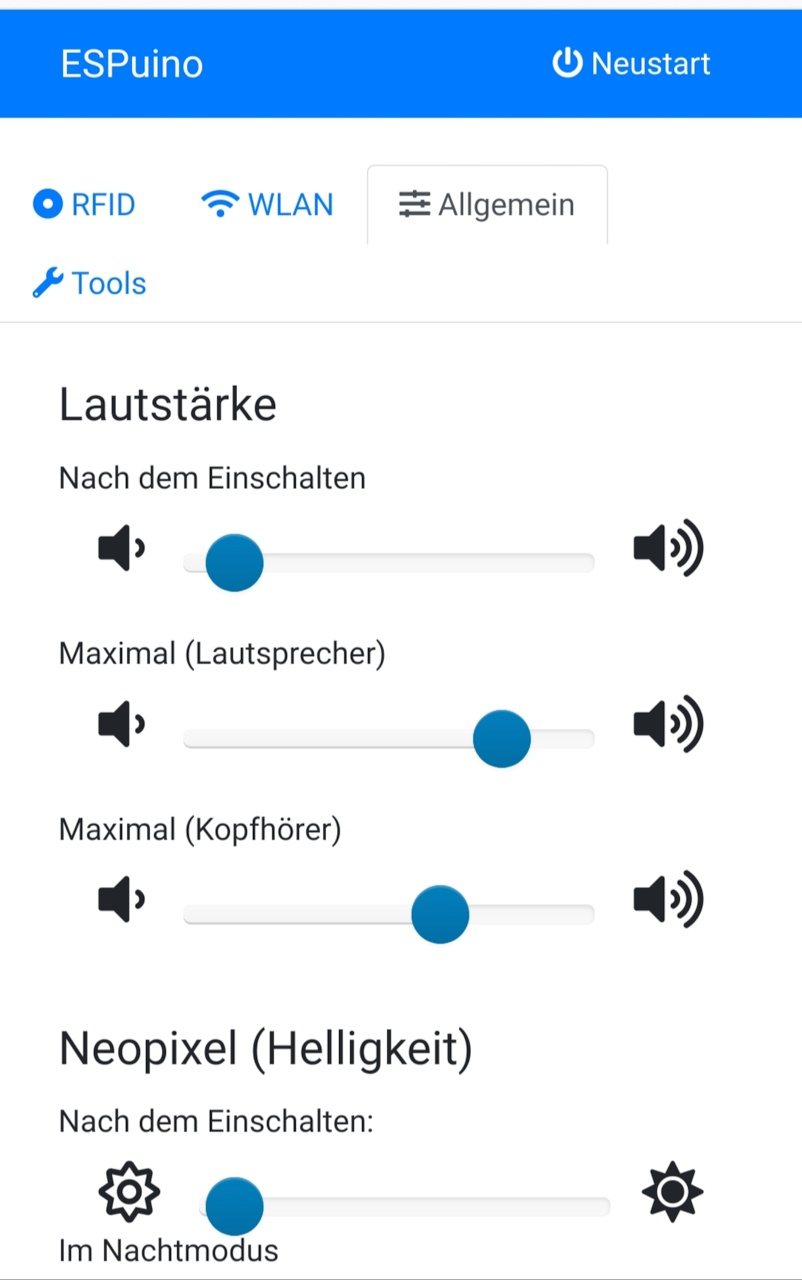 ESPuino
Neustart
RFID
WLAN
Allgemein
Tools
Lautstärke
Nach dem Einschalten
Maximal (Lautsprecher)
Maximal (Kopfhörer)
Neopixel (Helligkeit)
Nach dem Einschalten:
Im Nachtmodus